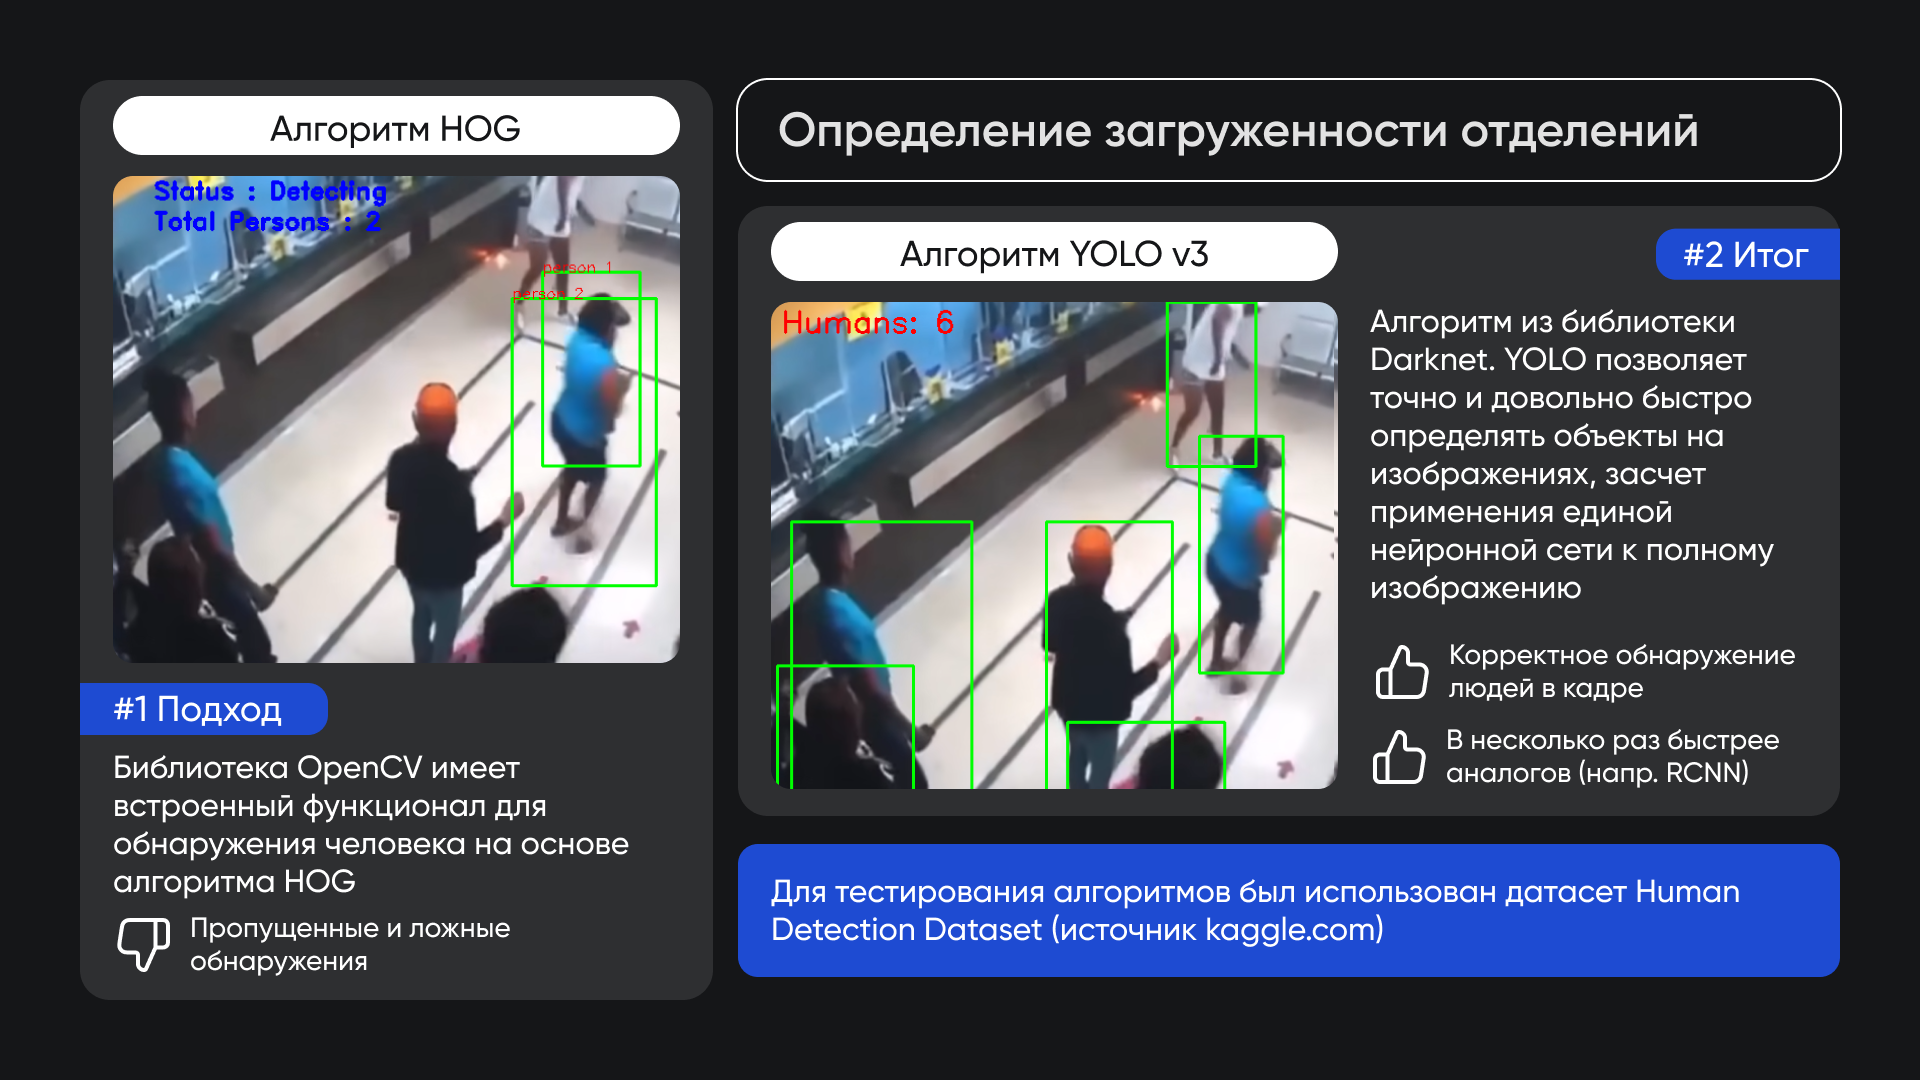 Алгоритм HOG
Status : Detecting
Total Persons : 2
person 1
person 2
#1 Подход
Библиотека OpenCV имеет
встроенный функционал для
обнаружения человека на основе
алгоритма HOG
Пропущенные и ложные
обнаружения
Определение загруженности отделений
Алгоритм YOLO v3
Humans: 6
#2 Итог
Алгоритм из библиотеки
Darknet. YOLO позволяет
точно и довольно быстро
определять объекты на
изображениях, засчет
применения единой
нейронной сети к полному
изображению
Корректное обнаружение
людей в кадре
В несколько раз быстрее
аналогов (напр. RCNN)
Для тестирования алгоритмов был использован датасет Human
Detection Dataset (источник kaggle.com)